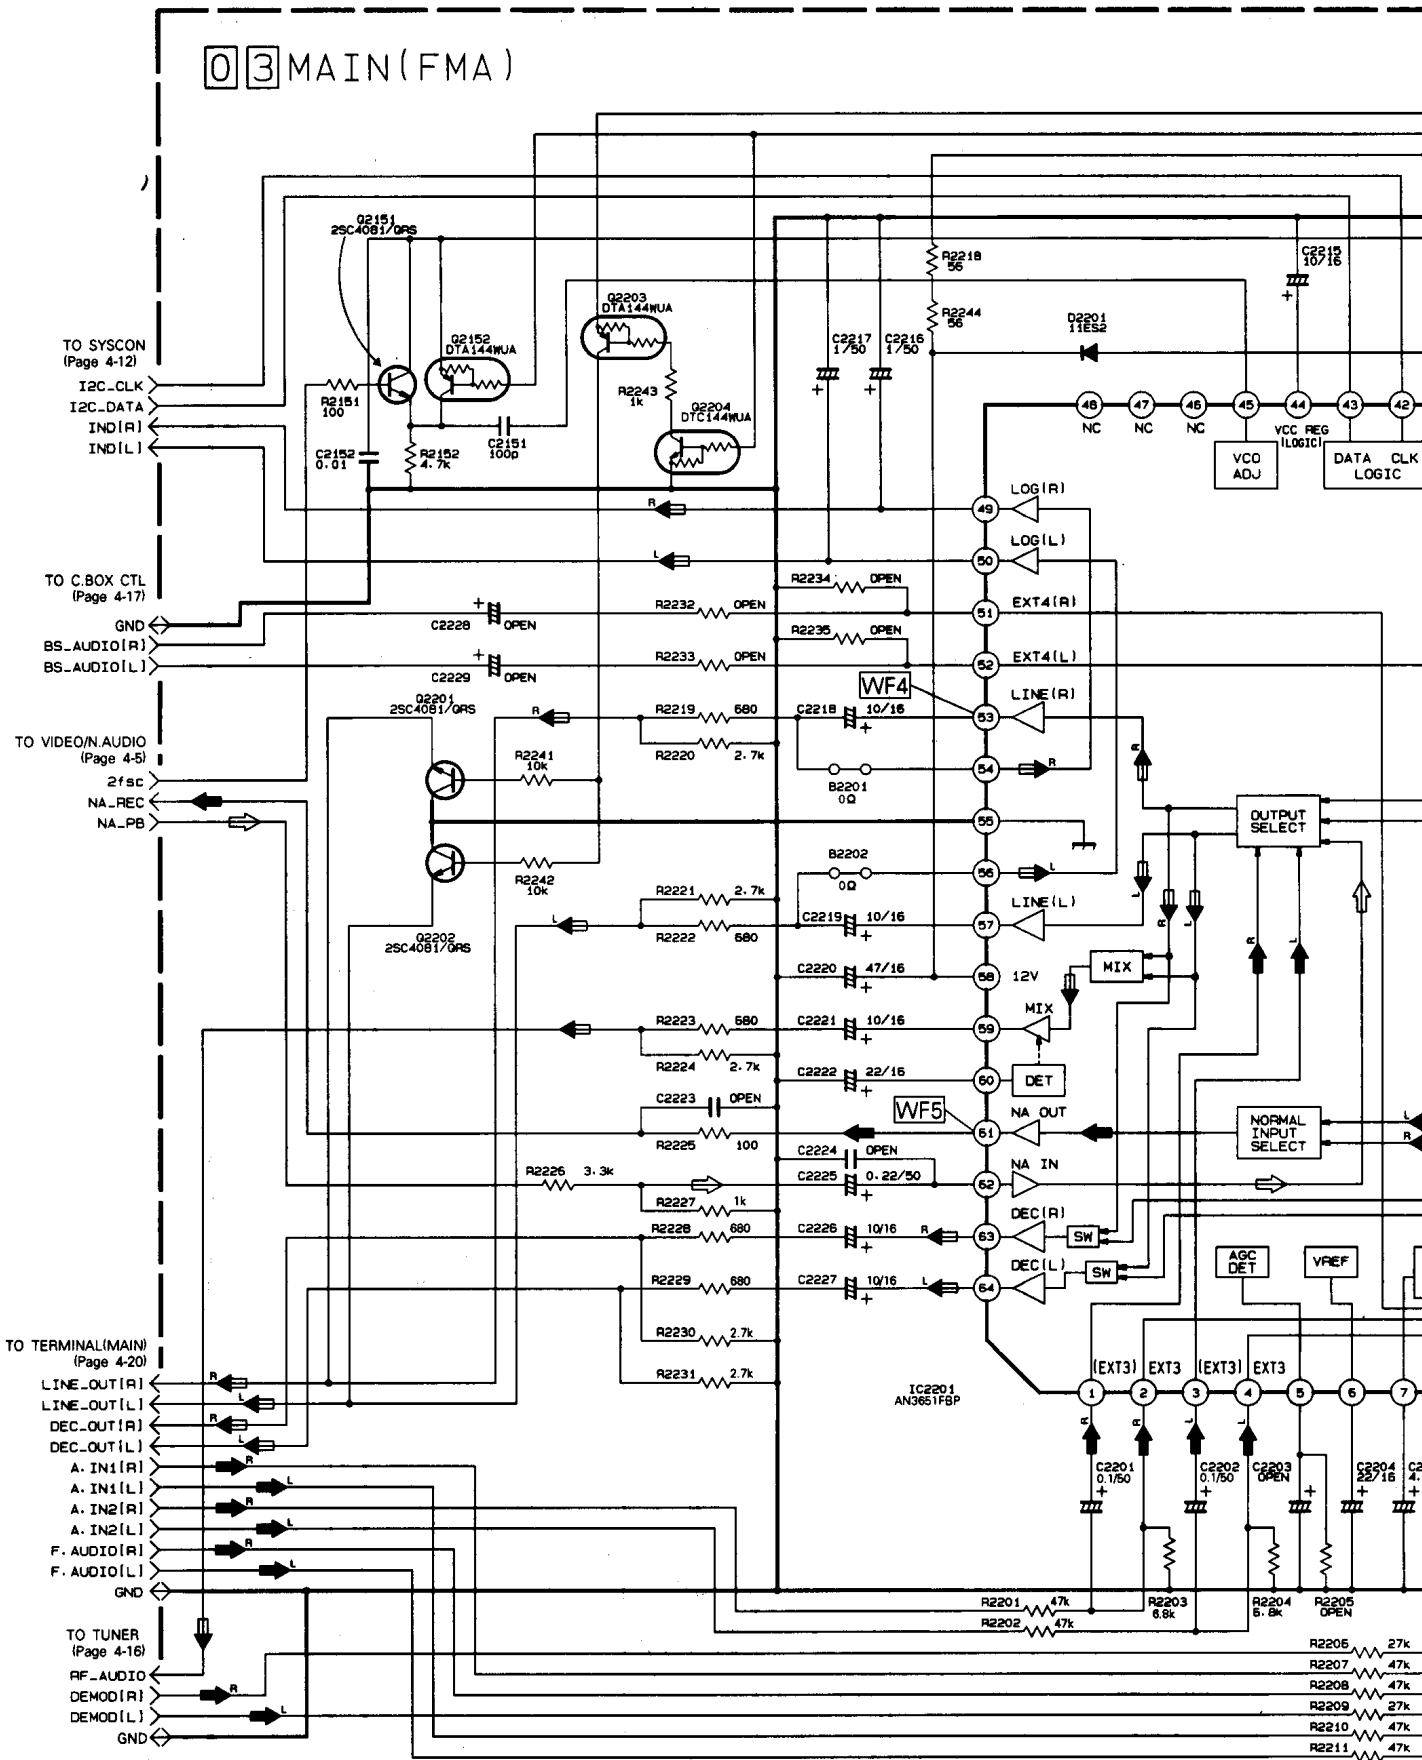 03 MAIN(FMA)
Q2151
2SC4081/QRS
Q2152
DTA144WUA
Q2203
DTA144WUA
R2243
1k
Q2204
DTC144WUA
R2218
56
R2244
56
D2201
11ES2
C2215
10/16
+
C2217
1/50
+
C2216
1/50
+
TO SYSCON
(Page 4-12)
I2C_CLK
I2C_DATA
IND(R)
IND(L)
R2151
100
C2152
0.01
R2152
4.7k
C2151
100p
48 47 46 45 44 43 42
NC NC NC
VCC REG
(LOGIC)
VCO
ADJ
DATA CLK
LOGIC
R
49 LOG(R)
L
50 LOG(L)
TO C.BOX CTL
(Page 4-17)
GND
BS_AUDIO(R)
BS_AUDIO(L)
R2234 OPEN
C2228 + OPEN
R2232 OPEN
51 EXT4(R)
R2235 OPEN
C2229 + OPEN
R2233 OPEN
52 EXT4(L)
WF4
Q2201
2SC4081/QRS
R
R2219 680
R2220 2.7k
C2218 10/16
+
53 LINE(R)
TO VIDEO/N.AUDIO
(Page 4-5)
2fsc
NA_REC
NA_PB
R2241
10k
B2201
0Ω
54 R
R
OUTPUT
SELECT
55
R2242
10k
B2202
0Ω
56 L
L R L
Q2202
2SC4081/QRS
L
R2221 2.7k
R2222 680
C2219 10/16
+
57 LINE(L)
R L
C2220 47/16
+
58 12V
MIX
R2223 680
R2224 2.7k
C2221 10/16
+
59 MIX
C2222 22/16
+
60 DET
C2223 OPEN
R2225 100
WF5
61 NA OUT
NORMAL
INPUT
SELECT
L
R
C2224 OPEN
R2226 3.3k
C2225 0.22/50
+
62 NA IN
R2227 1k
R2228 680
C2226 10/16
+
R
63 DEC(R)
SW
R2229 680
C2227 10/16
+
L
64 DEC(L)
SW
AGC
DET
VREF
R2230 2.7k
R2231 2.7k
IC2201
AN3651FBP
(EXT3) EXT3 (EXT3) EXT3
1 2 3 4 5 6 7
R R L L
TO TERMINAL(MAIN)
(Page 4-20)
LINE_OUT(R) R
LINE_OUT(L) L
DEC_OUT(R) R
DEC_OUT(L) L
A.IN1(R) R
A.IN1(L) L
A.IN2(R) R
A.IN2(L) L
F.AUDIO(R) R
F.AUDIO(L) L
GND
C2201
0.1/50
+
C2202
0.1/50
+
C2203
OPEN
+
C2204
22/16
+
R2201 47k
R2202 47k
R2203
6.8k
R2204
6.8k
R2205
OPEN
TO TUNER
(Page 4-16)
RF_AUDIO
DEMOD(R) R
DEMOD(L) L
GND
R2206 27k
R2207 47k
R2208 47k
R2209 27k
R2210 47k
R2211 47k